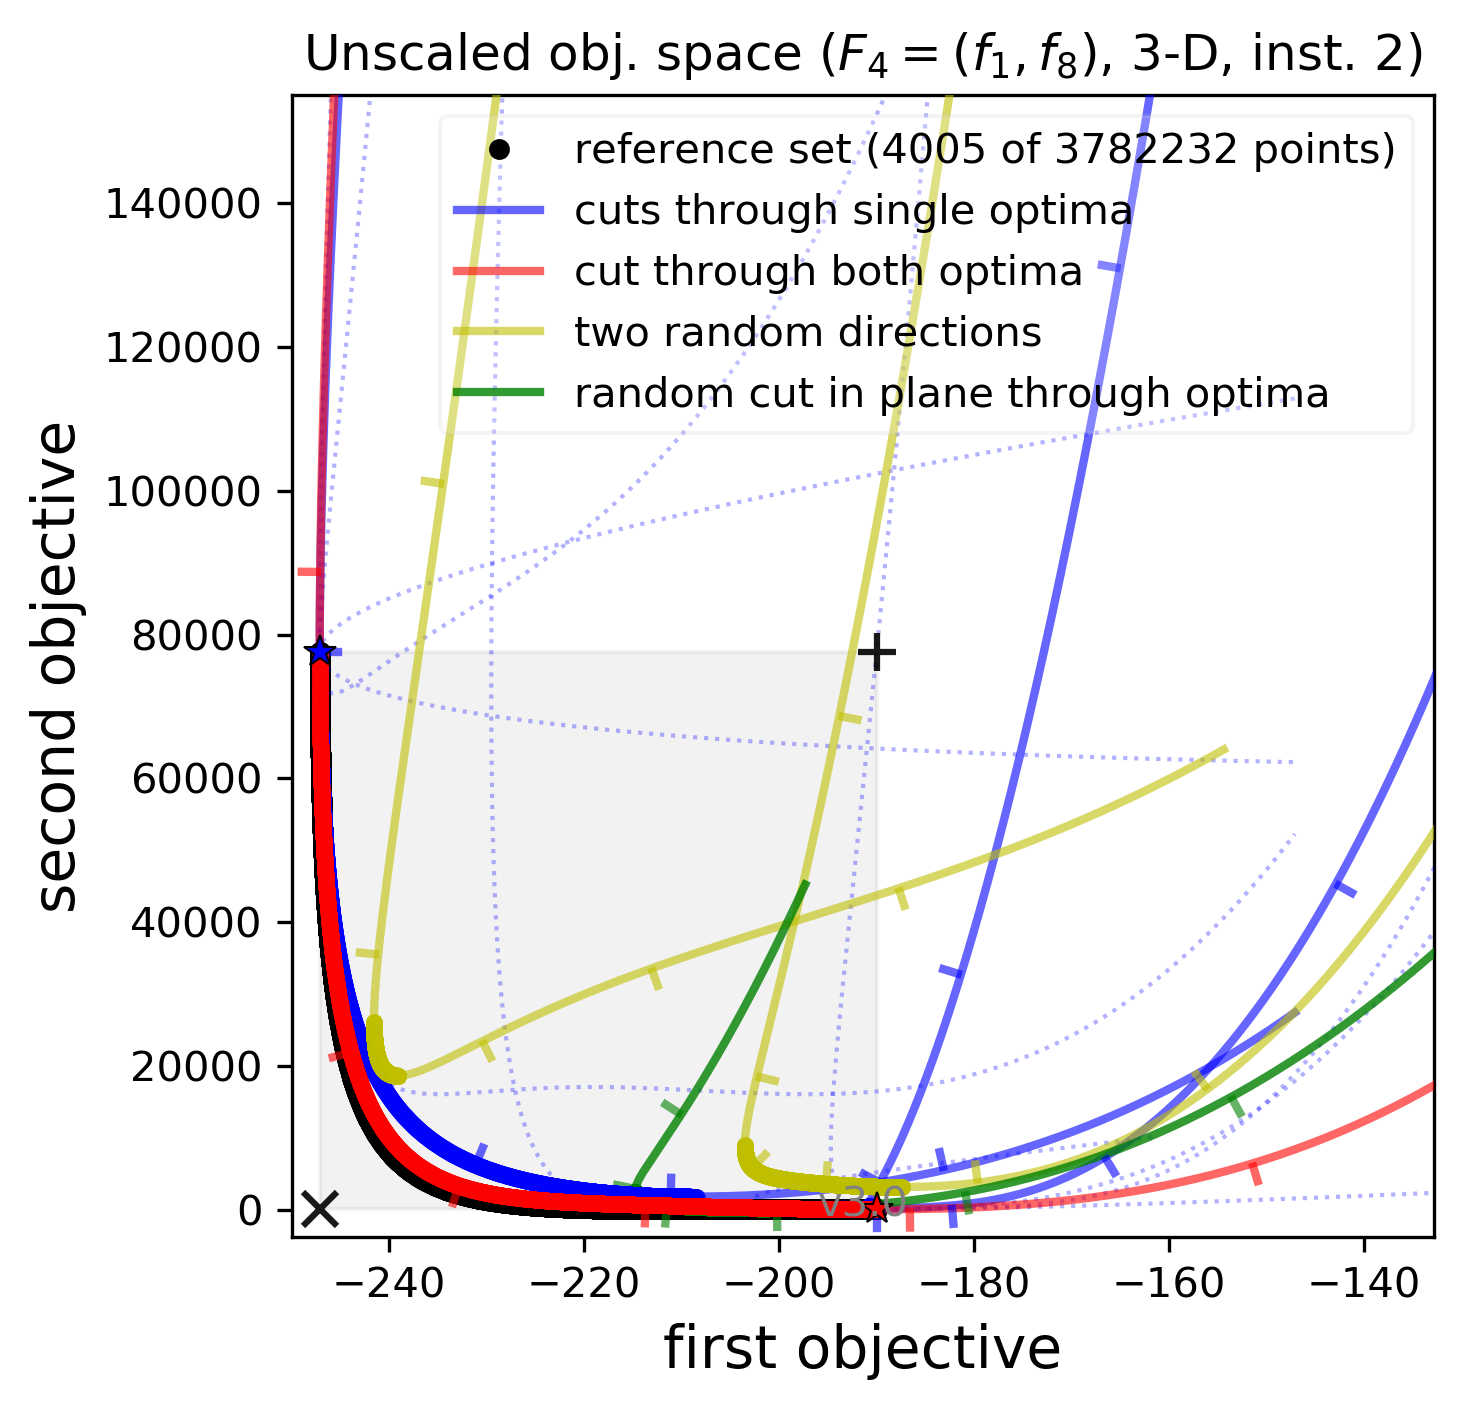 Unscaled obj. space (F₄ = (f₁, f₈), 3-D, inst. 2)
reference set (4005 of 3782232 points)
cuts through single optima
cut through both optima
two random directions
random cut in plane through optima
second objective
140000
120000
100000
80000
60000
40000
20000
0
v3.0
−240
−220
−200
−180
−160
−140
first objective